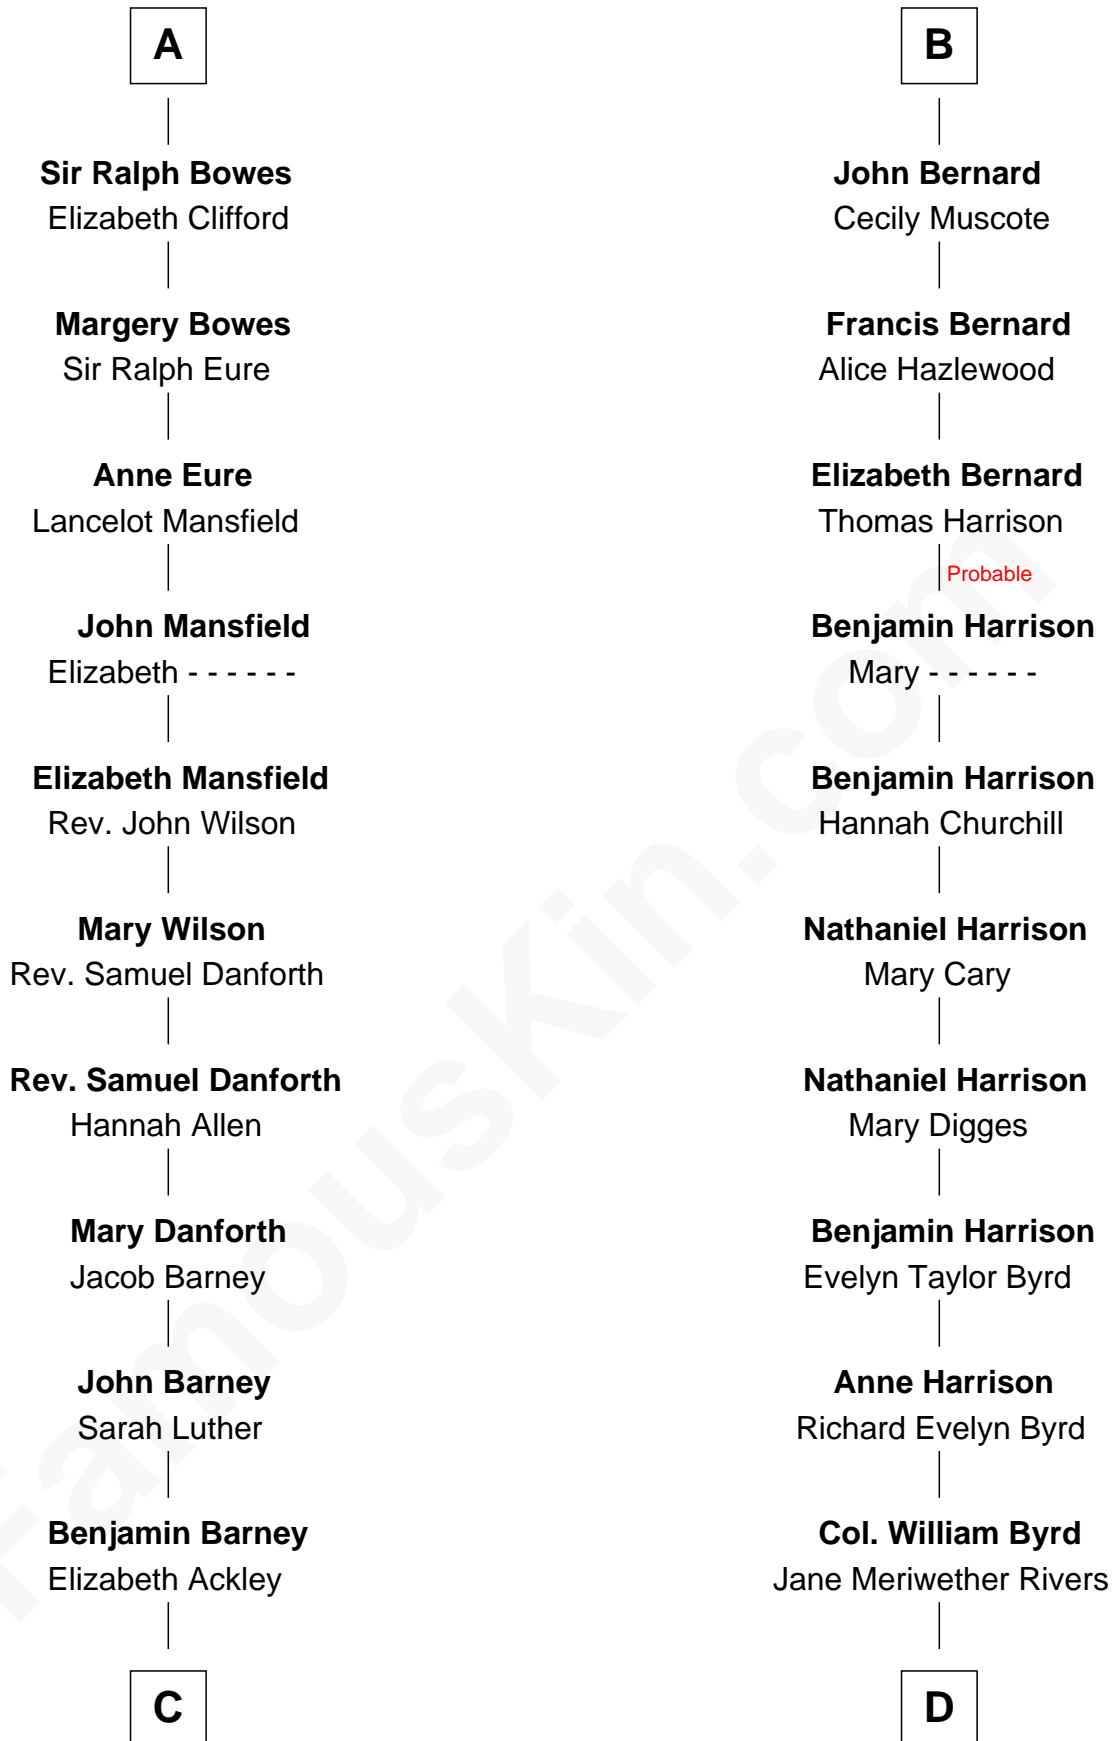 A
Sir Ralph Bowes
Elizabeth Clifford
Margery Bowes
Sir Ralph Eure
Anne Eure
Lancelot Mansfield
John Mansfield
Elizabeth - - - - - -
Elizabeth Mansfield
Rev. John Wilson
Mary Wilson
Rev. Samuel Danforth
Rev. Samuel Danforth
Hannah Allen
Mary Danforth
Jacob Barney
John Barney
Sarah Luther
Benjamin Barney
Elizabeth Ackley
C
B
John Bernard
Cecily Muscote
Francis Bernard
Alice Hazlewood
Elizabeth Bernard
Thomas Harrison
Probable
Benjamin Harrison
Mary - - - - - -
Benjamin Harrison
Hannah Churchill
Nathaniel Harrison
Mary Cary
Nathaniel Harrison
Mary Digges
Benjamin Harrison
Evelyn Taylor Byrd
Anne Harrison
Richard Evelyn Byrd
Col. William Byrd
Jane Meriwether Rivers
D
FamousKin.com